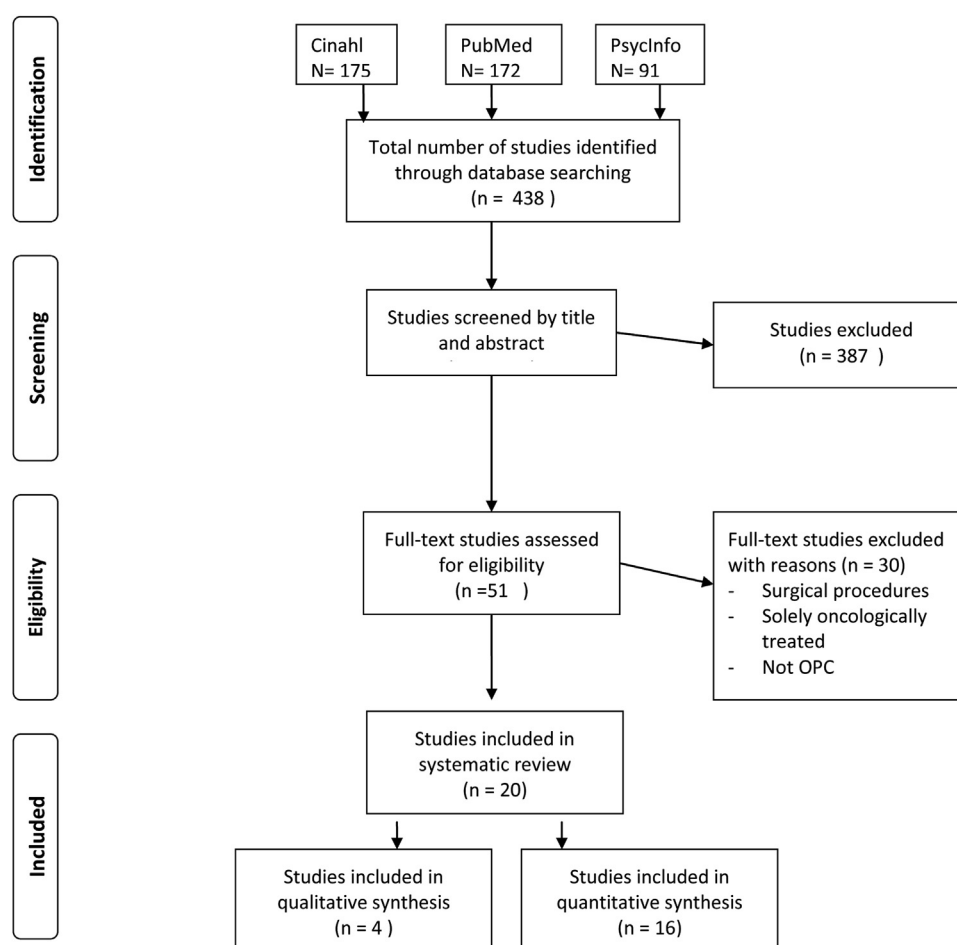 Identification
Cinahl
N= 175
PubMed
N= 172
PsycInfo
N= 91
Total number of studies identified
through database searching
(n = 438 )
Screening
Studies screened by title
and abstract
Studies excluded
(n = 387 )
Eligibility
Full-text studies assessed
for eligibility
(n =51 )
Full-text studies excluded
with reasons (n = 30)
- Surgical procedures
- Solely oncologically
treated
- Not OPC
Included
Studies included in
systematic review
(n = 20)
Studies included in
qualitative synthesis
(n = 4 )
Studies included in
quantitative synthesis
(n = 16)